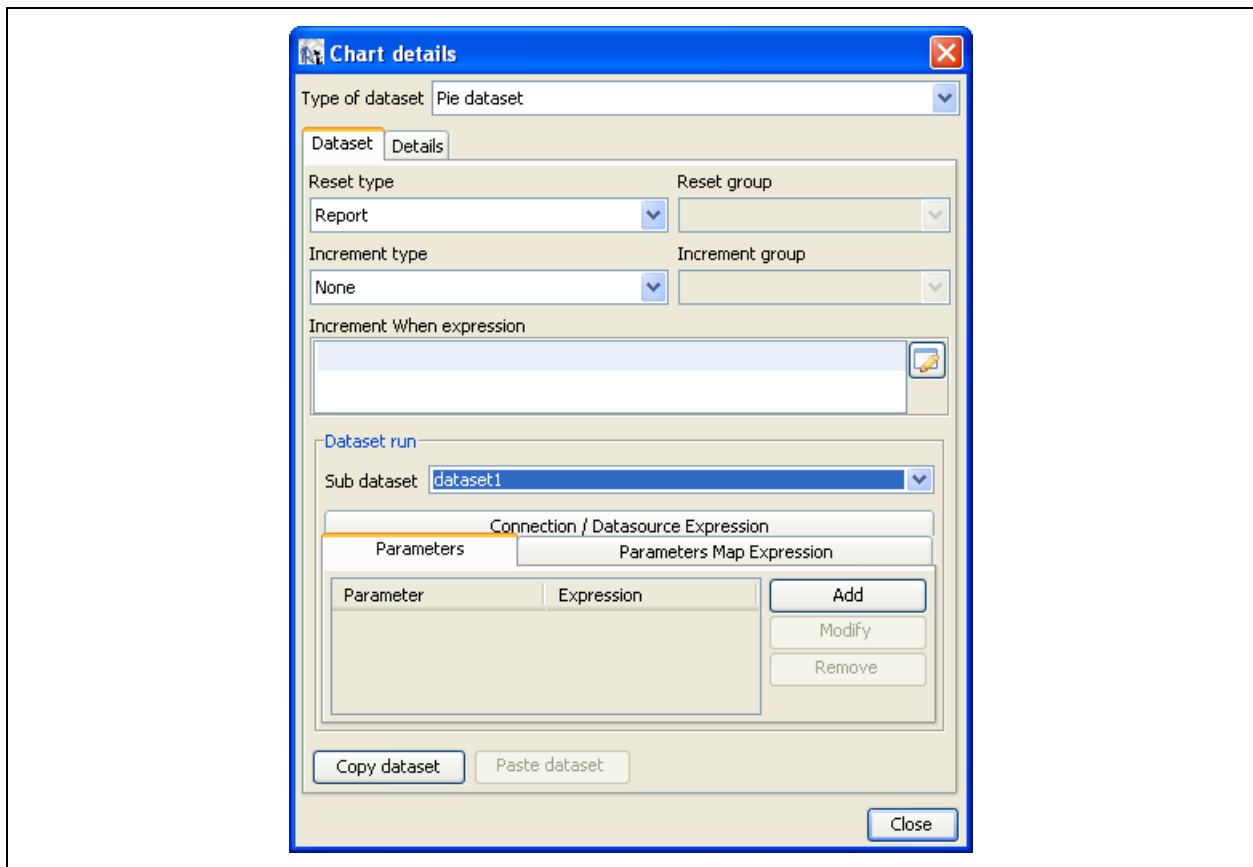 Chart details
Type of dataset Pie dataset
Dataset Details
Reset type Reset group
Report
Increment type Increment group
None
Increment When expression
Dataset run
Sub dataset dataset1
Connection / Datasource Expression
Parameters Parameters Map Expression
Parameter Expression Add
Modify
Remove
Copy dataset Paste dataset
Close